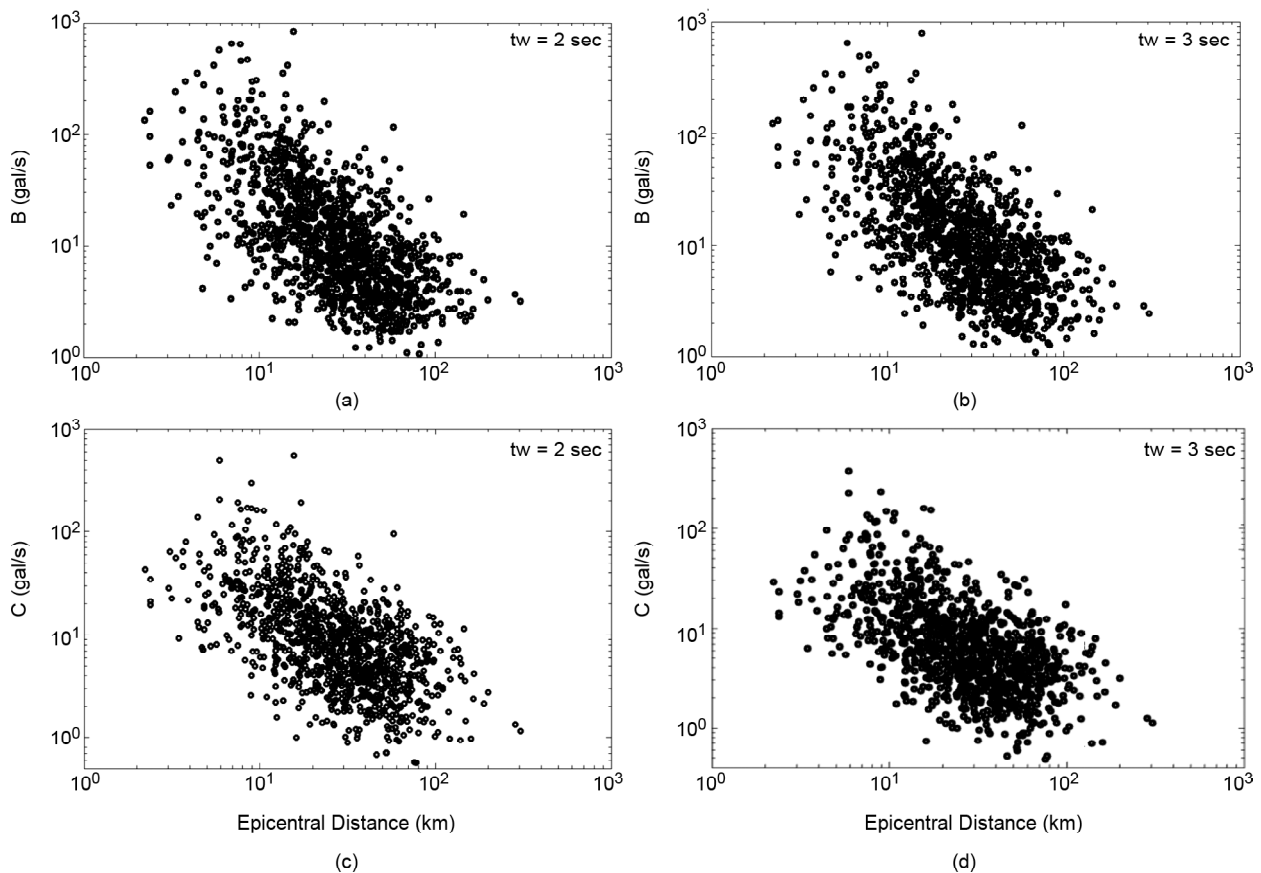 10³
tw = 2 sec
10²
B (gal/s)
10¹
10⁰
10⁰ 10¹ 10² 10³
(a)
10³
tw = 3 sec
10²
B (gal/s)
10¹
10⁰
10⁰ 10¹ 10² 10³
(b)
10³
tw = 2 sec
10²
C (gal/s)
10¹
10⁰
10⁰ 10¹ 10² 10³
Epicentral Distance (km)
(c)
10³
tw = 3 sec
10²
C (gal/s)
10¹
10⁰
10⁰ 10¹ 10² 10³
Epicentral Distance (km)
(d)